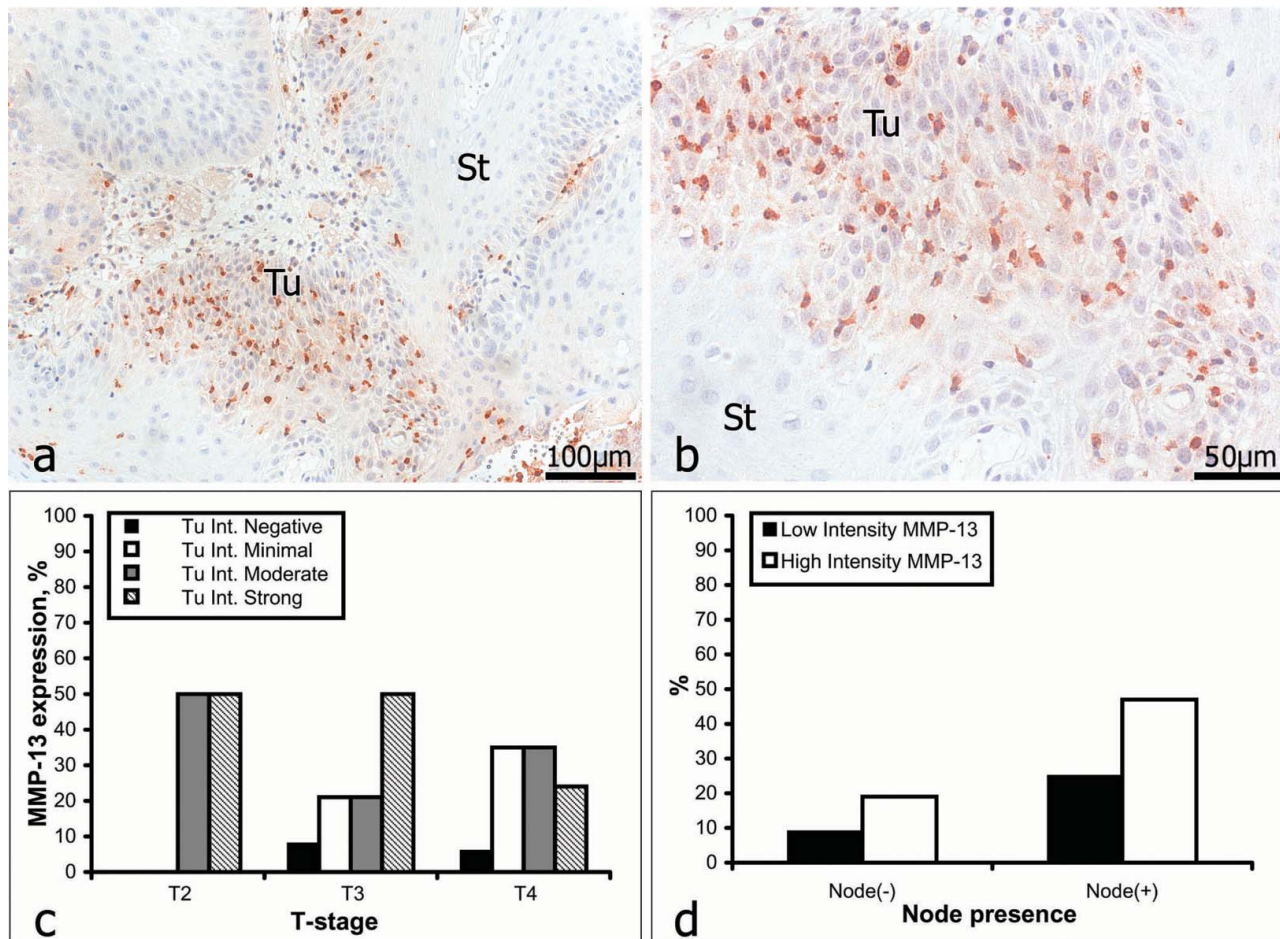 St
Tu
a
100µm
Tu
St
b
50µm
MMP-13 expression, %
100
90
80
70
60
50
40
30
20
10
0
Tu Int. Negative
Tu Int. Minimal
Tu Int. Moderate
Tu Int. Strong
T2
T3
T4
T-stage
c
%
100
90
80
70
60
50
40
30
20
10
0
Low Intensity MMP-13
High Intensity MMP-13
Node(-)
Node(+)
Node presence
d